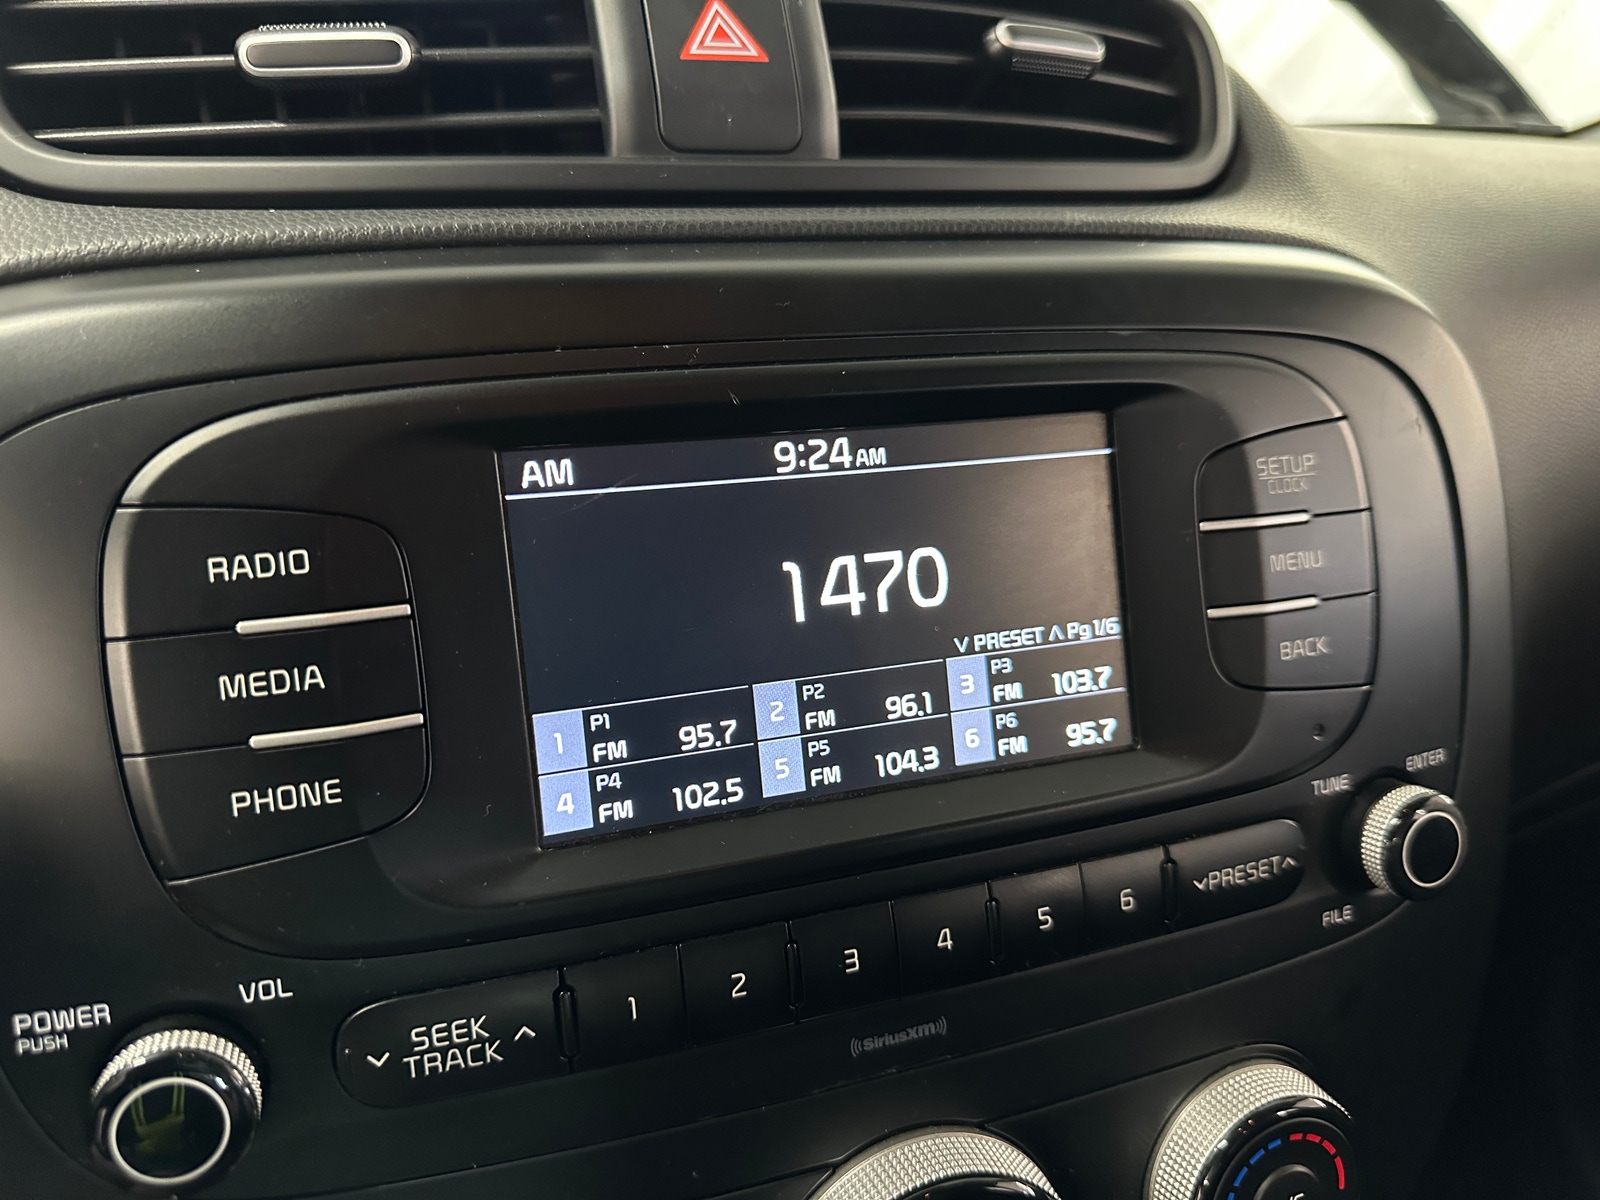 AM 9:24 AM
1470
∨ PRESET ∧ Pg 1/6
1 P1 FM 95.7
2 P2 FM 96.1
3 P3 FM 103.7
4 P4 FM 102.5
5 P5 FM 104.3
6 P6 FM 95.7
RADIO
MEDIA
PHONE
SETUP
CLOCK
MENU
BACK
TUNE
ENTER
FILE
POWER
PUSH
VOL
∨ SEEK ∧
TRACK
1 2 3 4 5 6
∨PRESET∧
((SiriusXM))